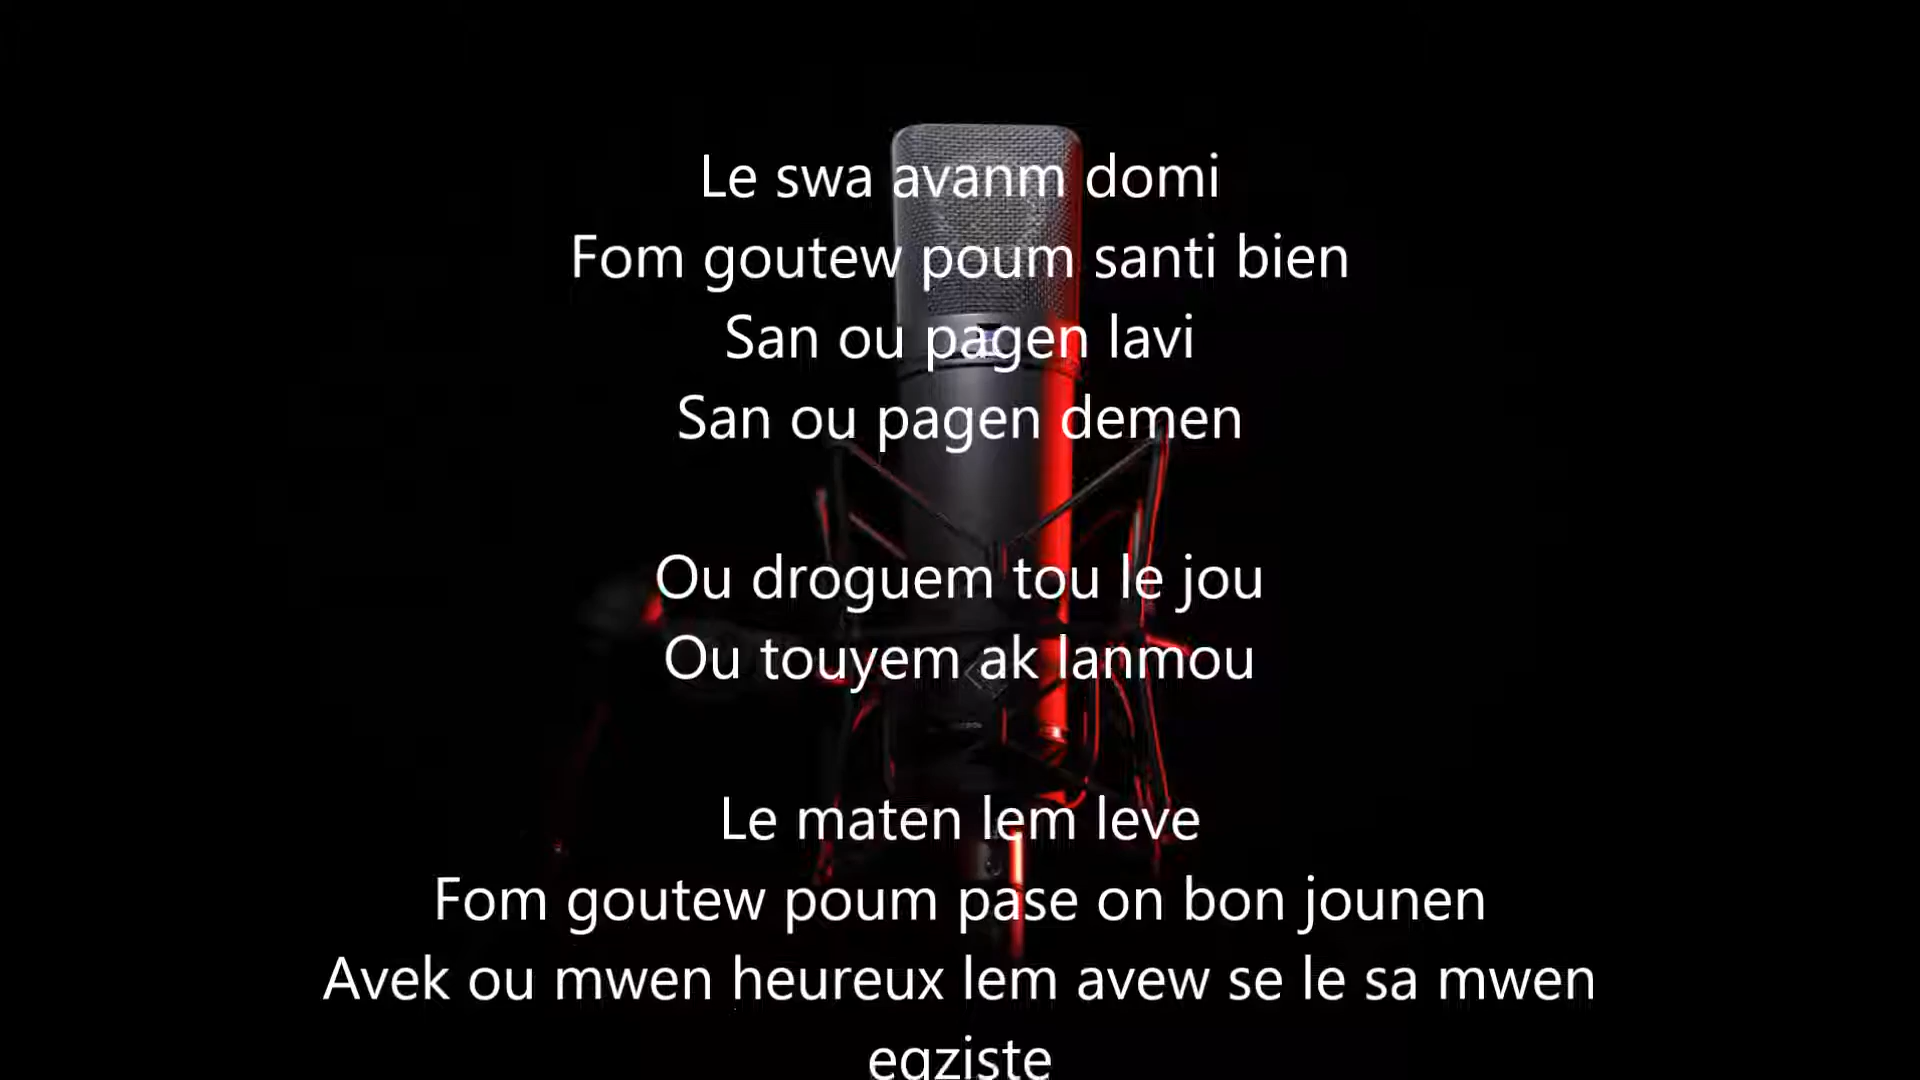 Le swa avanm domi
Fom goutew poum santi bien
San ou pagen lavi
San ou pagen demen
Ou droguem tou le jou
Ou touyem ak lanmou
Le maten lem leve
Fom goutew poum pase on bon jounen
Avek ou mwen heureux lem avew se le sa mwen
egziste